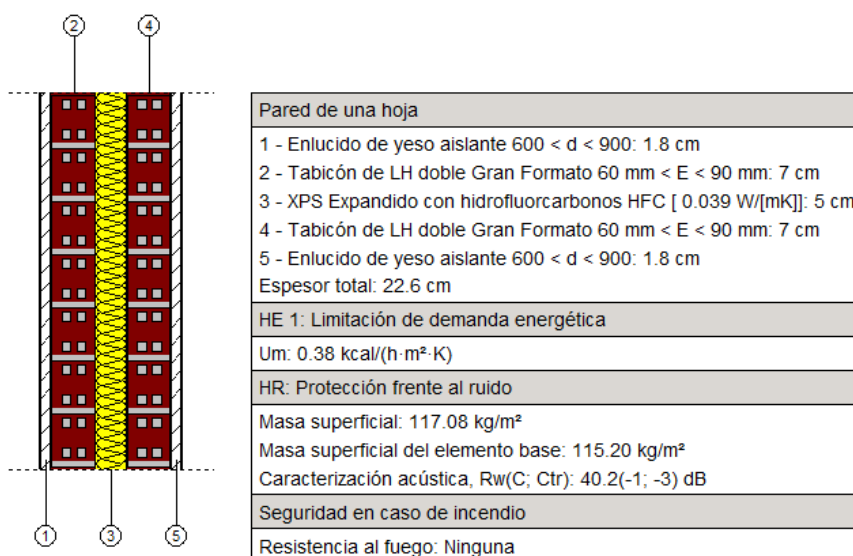 2
4
Pared de una hoja
1 - Enlucido de yeso aislante 600 < d < 900: 1.8 cm
2 - Tabicón de LH doble Gran Formato 60 mm < E < 90 mm: 7 cm
3 - XPS Expandido con hidrofluorcarbonos HFC [ 0.039 W/[mK]]: 5 cm
4 - Tabicón de LH doble Gran Formato 60 mm < E < 90 mm: 7 cm
5 - Enlucido de yeso aislante 600 < d < 900: 1.8 cm
Espesor total: 22.6 cm
HE 1: Limitación de demanda energética
Um: 0.38 kcal/(h·m²·K)
HR: Protección frente al ruido
Masa superficial: 117.08 kg/m²
Masa superficial del elemento base: 115.20 kg/m²
Caracterización acústica, Rw(C; Ctr): 40.2(-1; -3) dB
Seguridad en caso de incendio
Resistencia al fuego: Ninguna
1
3
5